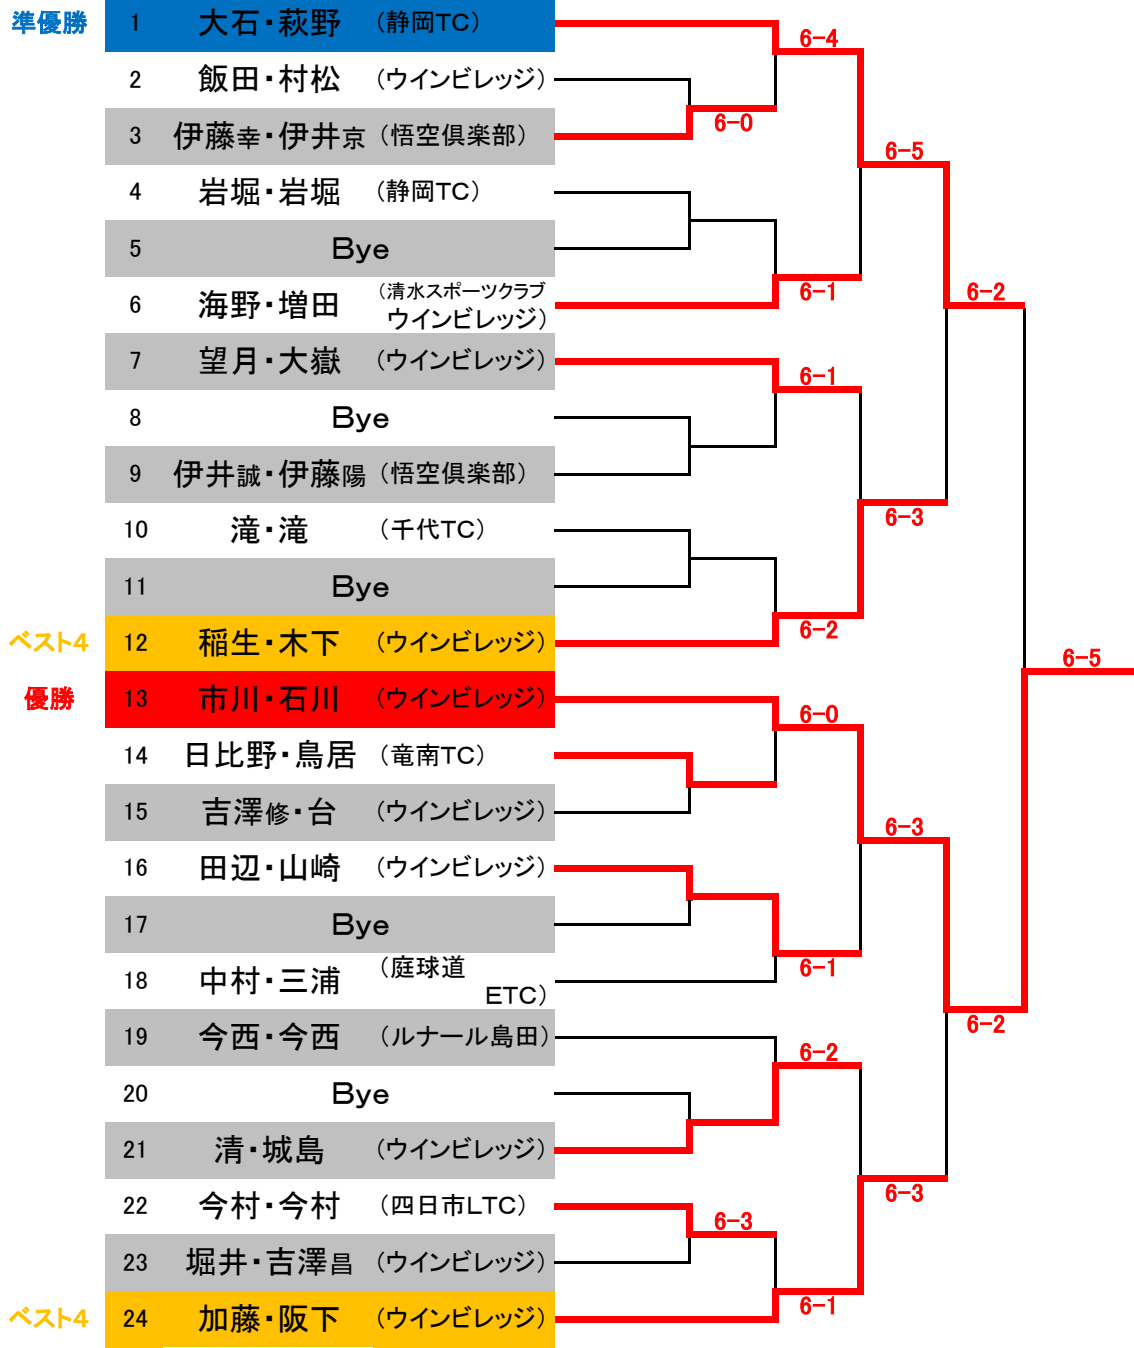 準優勝 1 大石・萩野 (静岡TC)
6-4
2 飯田・村松 (ウインビレッジ)
6-0
3 伊藤幸・伊井京 (悟空倶楽部)
6-5
4 岩堀・岩堀 (静岡TC)
5 Bye
6 海野・増田 (清水スポーツクラブ
ウインビレッジ)
6-1
6-2
7 望月・大嶽 (ウインビレッジ)
6-1
8 Bye
9 伊井誠・伊藤陽 (悟空倶楽部)
6-3
10 滝・滝 (千代TC)
11 Bye
6-2
ベスト4 12 稲生・木下 (ウインビレッジ)
6-5
優勝 13 市川・石川 (ウインビレッジ)
6-0
14 日比野・鳥居 (竜南TC)
15 吉澤修・台 (ウインビレッジ)
6-3
16 田辺・山崎 (ウインビレッジ)
17 Bye
6-1
18 中村・三浦 (庭球道
ETC)
6-2
19 今西・今西 (ルナール島田)
6-2
20 Bye
21 清・城島 (ウインビレッジ)
6-3
22 今村・今村 (四日市LTC)
6-3
23 堀井・吉澤昌 (ウインビレッジ)
6-1
ベスト4 24 加藤・阪下 (ウインビレッジ)